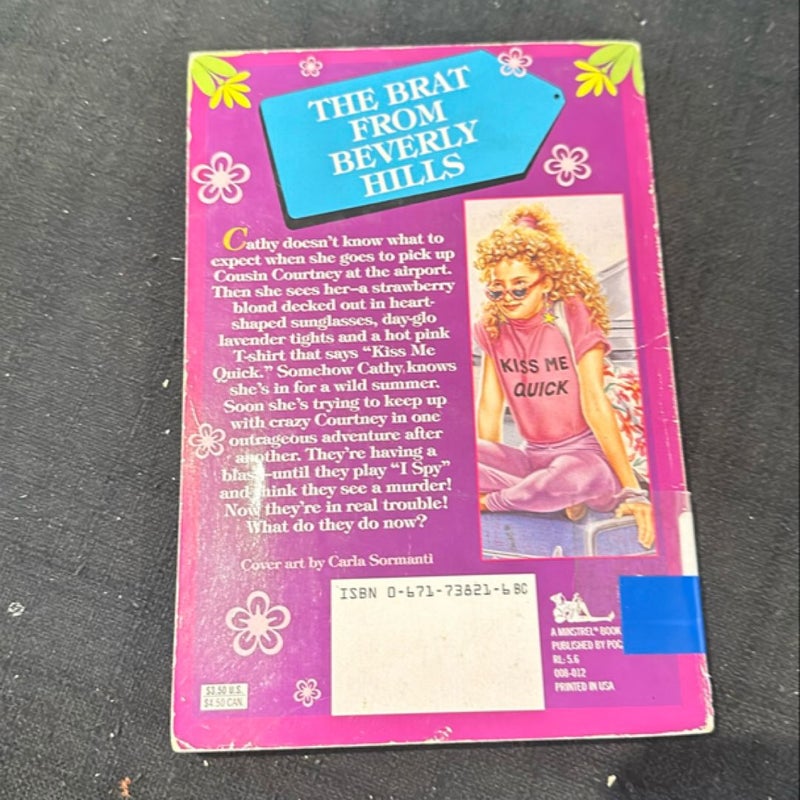 THE BRAT
FROM
BEVERLY
HILLS
Cathy doesn't know what to
expect when she goes to pick up
Cousin Courtney at the airport.
Then she sees her–a strawberry
blond decked out in heart-
shaped sunglasses, day-glo
lavender tights and a hot pink
T-shirt that says "Kiss Me
Quick." Somehow Cathy knows
she's in for a wild summer.
Soon she's trying to keep up
with crazy Courtney in one
outrageous adventure after
another. They're having a
blast–until they play "I Spy"
and think they see a murder!
Now they're in real trouble!
What do they do now?
Cover art by Carla Sormanti
KISS ME
QUICK
ISBN 0-671-73821-6 BC
$3.50 U.S.
$4.50 CAN.
A MINSTREL® BOOK
PUBLISHED BY POC
RL: 5.6
008-012
PRINTED IN USA